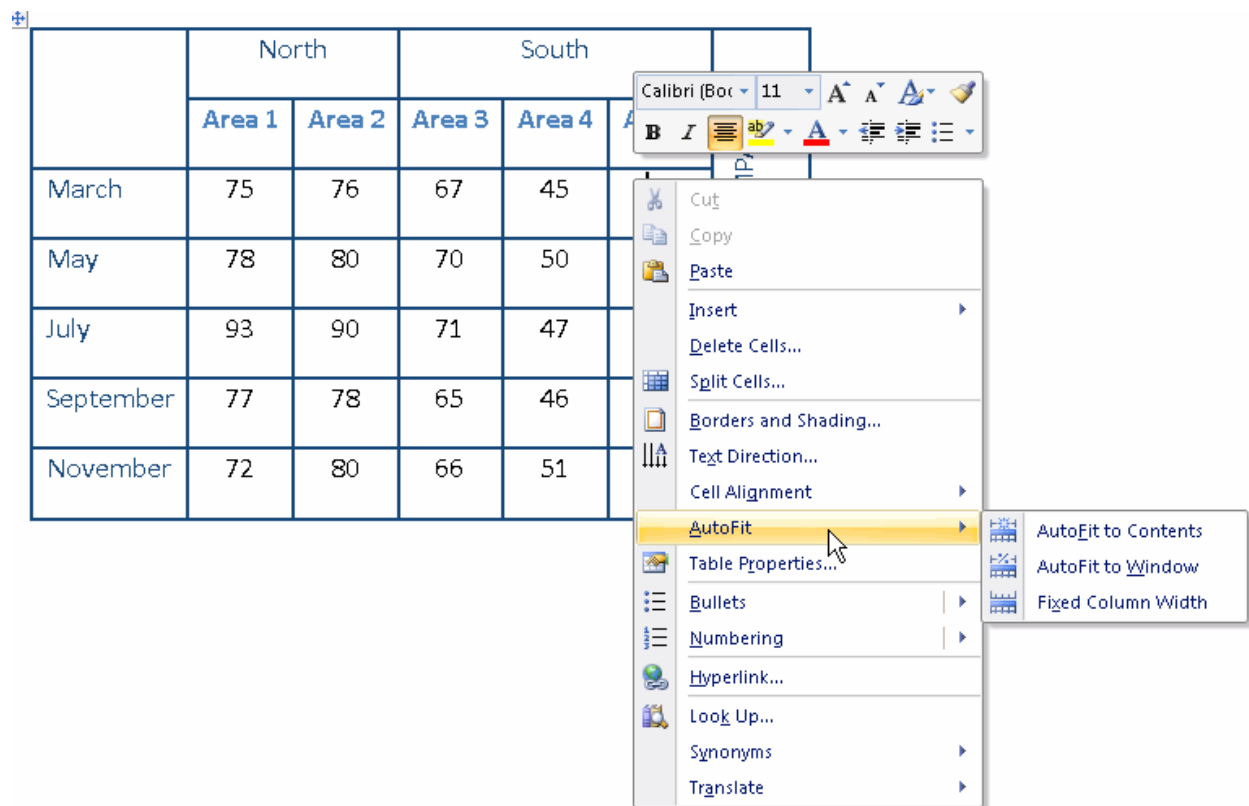 North South
Calibri (Boc 11
Area 1 Area 2 Area 3 Area 4 A
March 75 76 67 45
May 78 80 70 50
July 93 90 71 47
September 77 78 65 46
November 72 80 66 51
Cut
Copy
Paste
Insert
Delete Cells...
Split Cells...
Borders and Shading...
Text Direction...
Cell Alignment
AutoFit
Table Properties...
Bullets
Numbering
Hyperlink...
Look Up...
Synonyms
Translate
AutoFit to Contents
AutoFit to Window
Fixed Column Width